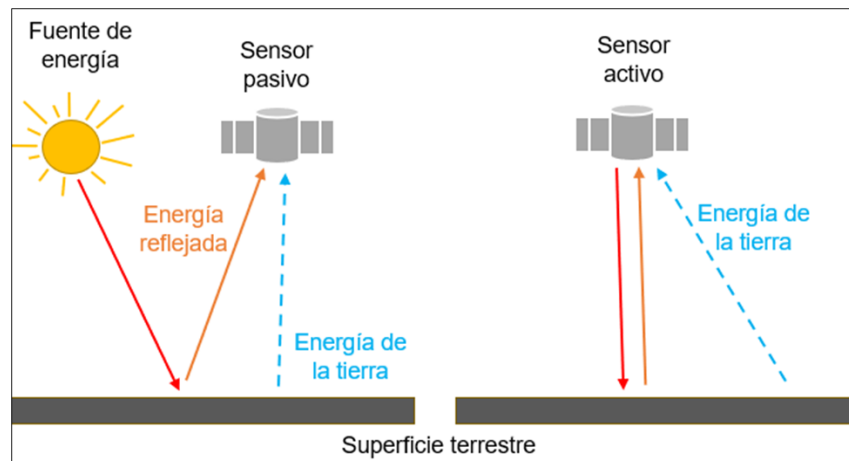 Fuente de
energía
Sensor
pasivo
Sensor
activo
Energía
reflejada
Energía de
la tierra
Energía de
la tierra
Superficie terrestre